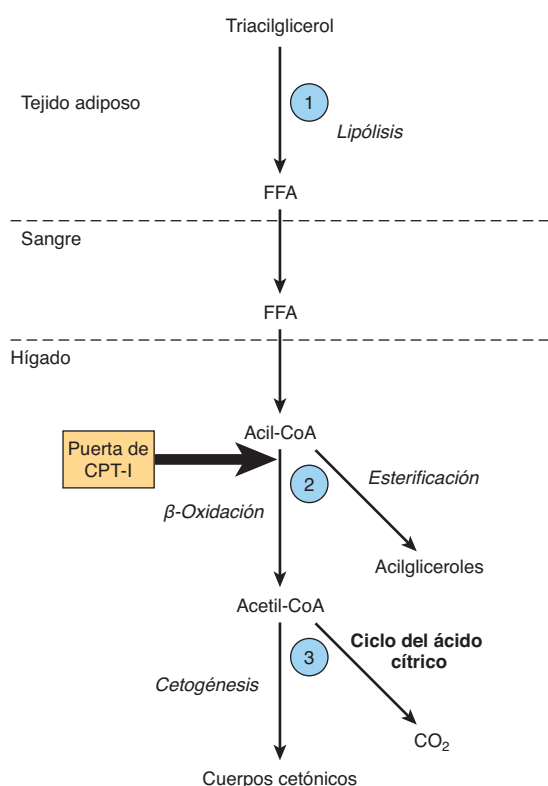 Triacilglicerol
Tejido adiposo
1
Lipólisis
FFA
Sangre
FFA
Hígado
Acil-CoA
Puerta de
CPT-I
2
Esterificación
β-Oxidación
Acilgliceroles
Acetil-CoA
3
Ciclo del ácido
cítrico
Cetogénesis
CO₂
Cuerpos cetónicos